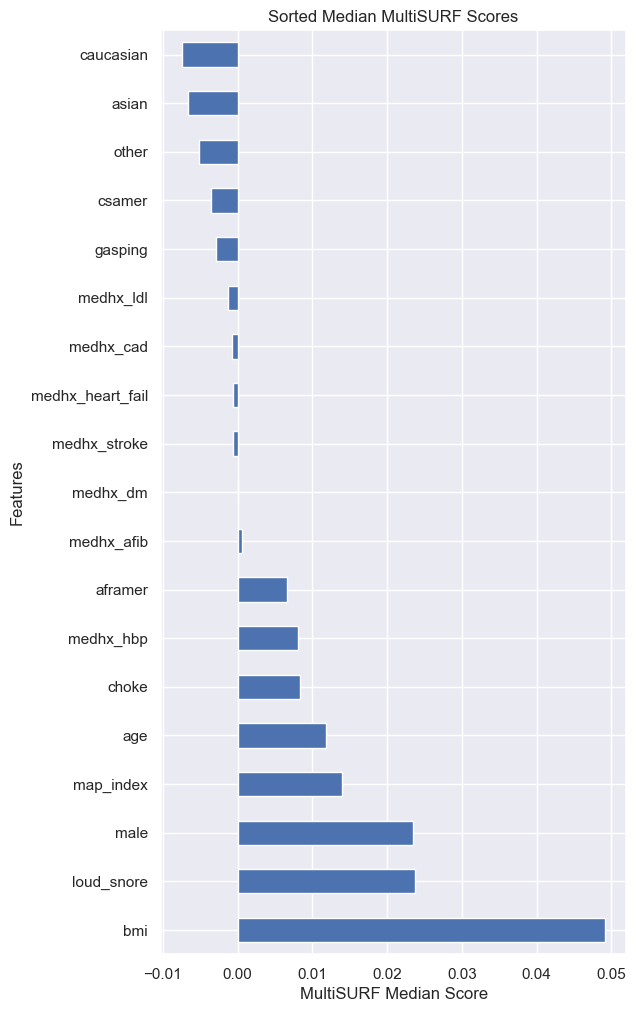 Sorted Median MultiSURF Scores
caucasian
asian
other
csamer
gasping
medhx_ldl
medhx_cad
medhx_heart_fail
medhx_stroke
medhx_dm
medhx_afib
aframer
medhx_hbp
choke
age
map_index
male
loud_snore
bmi
Features
−0.01 0.00 0.01 0.02 0.03 0.04 0.05
MultiSURF Median Score